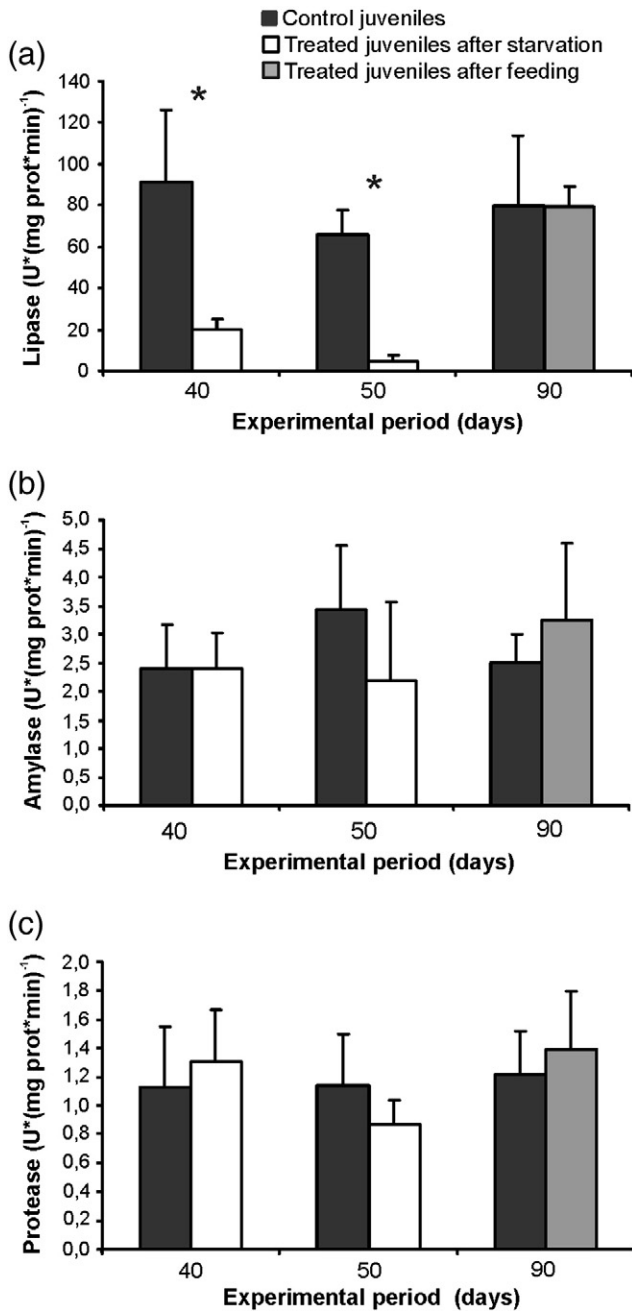 Control juveniles
Treated juveniles after starvation
Treated juveniles after feeding
(a)
*
*
Lipase (U*(mg prot*min)-1
140
120
100
80
60
40
20
0
40 50 90
Experimental period (days)
(b)
Amylase (U*(mg prot*min)-1
5,0
4,5
4,0
3,5
3,0
2,5
2,0
1,5
1,0
0,5
0,0
40 50 90
Experimental period (days)
(c)
Protease (U*(mg prot*min)-1
2,0
1,8
1,6
1,4
1,2
1,0
0,8
0,6
0,4
0,2
0,0
40 50 90
Experimental period (days)